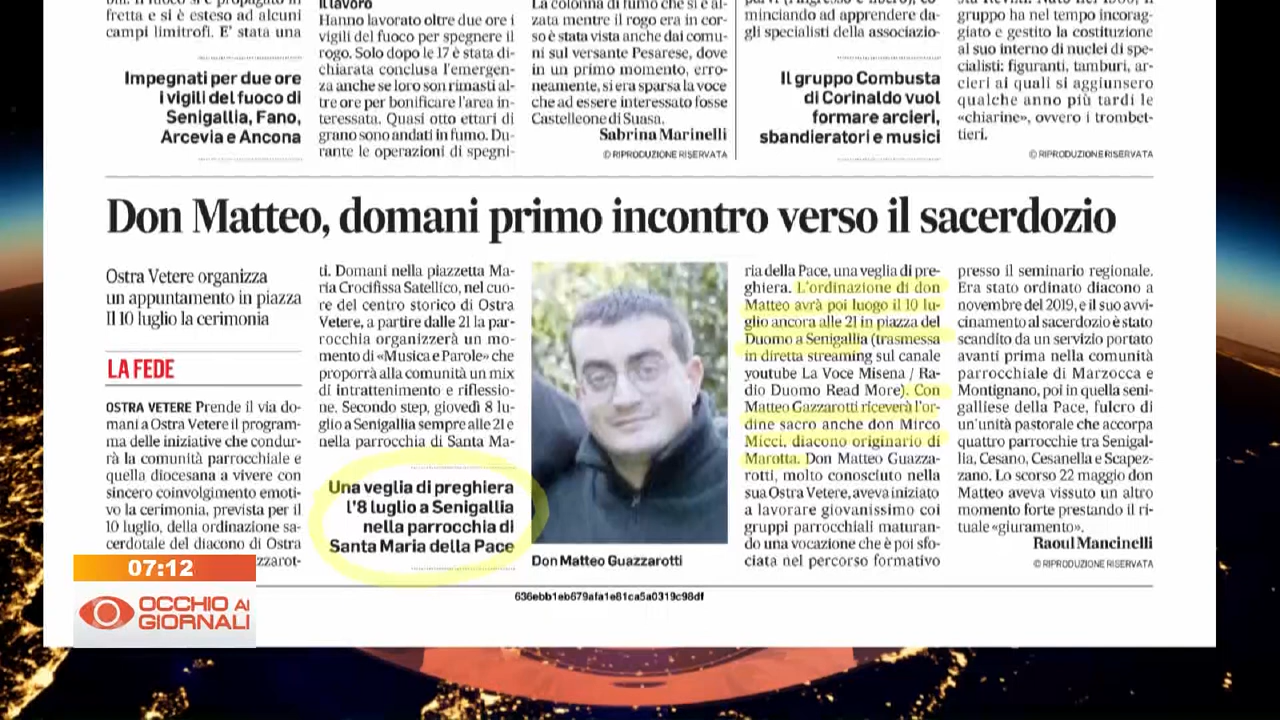 fretta e si è esteso ad alcuni
campi limitrofi. E' stata una
Impegnati per due ore
i vigili del fuoco di
Senigallia, Fano,
Arcevia e Ancona
il lavoro
Hanno lavorato oltre due ore i
vigili del fuoco per spegnere il
rogo. Solo dopo le 17 è stata di-
chiarata conclusa l'emergen-
za anche se loro son rimasti al-
tre ore per bonificare l'area in-
teressata. Quasi otto ettari di
grano sono andati in fumo. Du-
rante le operazioni di spegni-
La colonna di fumo che si è al-
zata mentre il rogo era in cor-
so è stata vista anche dai comu-
ni sul versante Pesarese, dove
in un primo momento, erro-
neamente, si era sparsa la voce
che ad essere interessato fosse
Castelleone di Suasa.
Sabrina Marinelli
© RIPRODUZIONE RISERVATA
minciando ad apprendere da-
gli specialisti della associazio-
Il gruppo Combusta
di Corinaldo vuol
formare arcieri,
sbandieratori e musici
gruppo ha nel tempo incorag-
giato e gestito la costituzione
al suo interno di nuclei di spe-
cialisti: figuranti, tamburi, ar-
cieri ai quali si aggiunsero
qualche anno più tardi le
«chiarine», ovvero i trombet-
tieri.
© RIPRODUZIONE RISERVATA
Don Matteo, domani primo incontro verso il sacerdozio
Ostra Vetere organizza
un appuntamento in piazza
Il 10 luglio la cerimonia
LA FEDE
OSTRA VETERE Prende il via do-
mani a Ostra Vetere il program-
ma delle iniziative che condur-
rà la comunità parrocchiale e
quella diocesana a vivere con
sincero coinvolgimento emoti-
vo la cerimonia, prevista per il
10 luglio, della ordinazione sa-
cerdotale del diacono di Ostra
zzarot-
ti. Domani nella piazzetta Ma-
ria Crocifissa Satellico, nel cuo-
re del centro storico di Ostra
Vetere, a partire dalle 21 la par-
rocchia organizzerà un mo-
mento di «Musica e Parole» che
proporrà alla comunità un mix
di intrattenimento e riflessio-
ne. Secondo step, giovedì 8 lu-
glio a Senigallia sempre alle 21 e
nella parrocchia di Santa Ma-
Una veglia di preghiera
l'8 luglio a Senigallia
nella parrocchia di
Santa Maria della Pace
Don Matteo Guazzarotti
ria della Pace, una veglia di pre-
ghiera. L'ordinazione di don
Matteo avrà poi luogo il 10 lu-
glio ancora alle 21 in piazza del
Duomo a Senigallia (trasmessa
in diretta streaming sul canale
youtube La Voce Misena / Ra-
dio Duomo Read More). Con
Matteo Gazzarotti riceverà l'or-
dine sacro anche don Mirco
Micci, diacono originario di
Marotta. Don Matteo Guazza-
rotti, molto conosciuto nella
sua Ostra Vetere, aveva iniziato
a lavorare giovanissimo coi
gruppi parrocchiali maturan-
do una vocazione che è poi sfo-
ciata nel percorso formativo
presso il seminario regionale.
Era stato ordinato diacono a
novembre del 2019, e il suo avvi-
cinamento al sacerdozio è stato
scandito da un servizio portato
avanti prima nella comunità
parrocchiale di Marzocca e
Montignano, poi in quella seni-
galliese della Pace, fulcro di
un'unità pastorale che accorpa
quattro parrocchie tra Senigal-
lia, Cesano, Cesanella e Scapez-
zano. Lo scorso 22 maggio don
Matteo aveva vissuto un altro
momento forte prestando il ri-
tuale «giuramento».
Raoul Mancinelli
© RIPRODUZIONE RISERVATA
636ebb1eb679afa1e81ca5a0319c98df
07:12
OCCHIO AI
GIORNALI